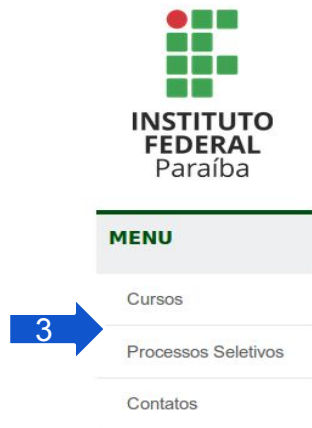 INSTITUTO
FEDERAL
Paraíba
MENU
Cursos
3
Processos Seletivos
Contatos